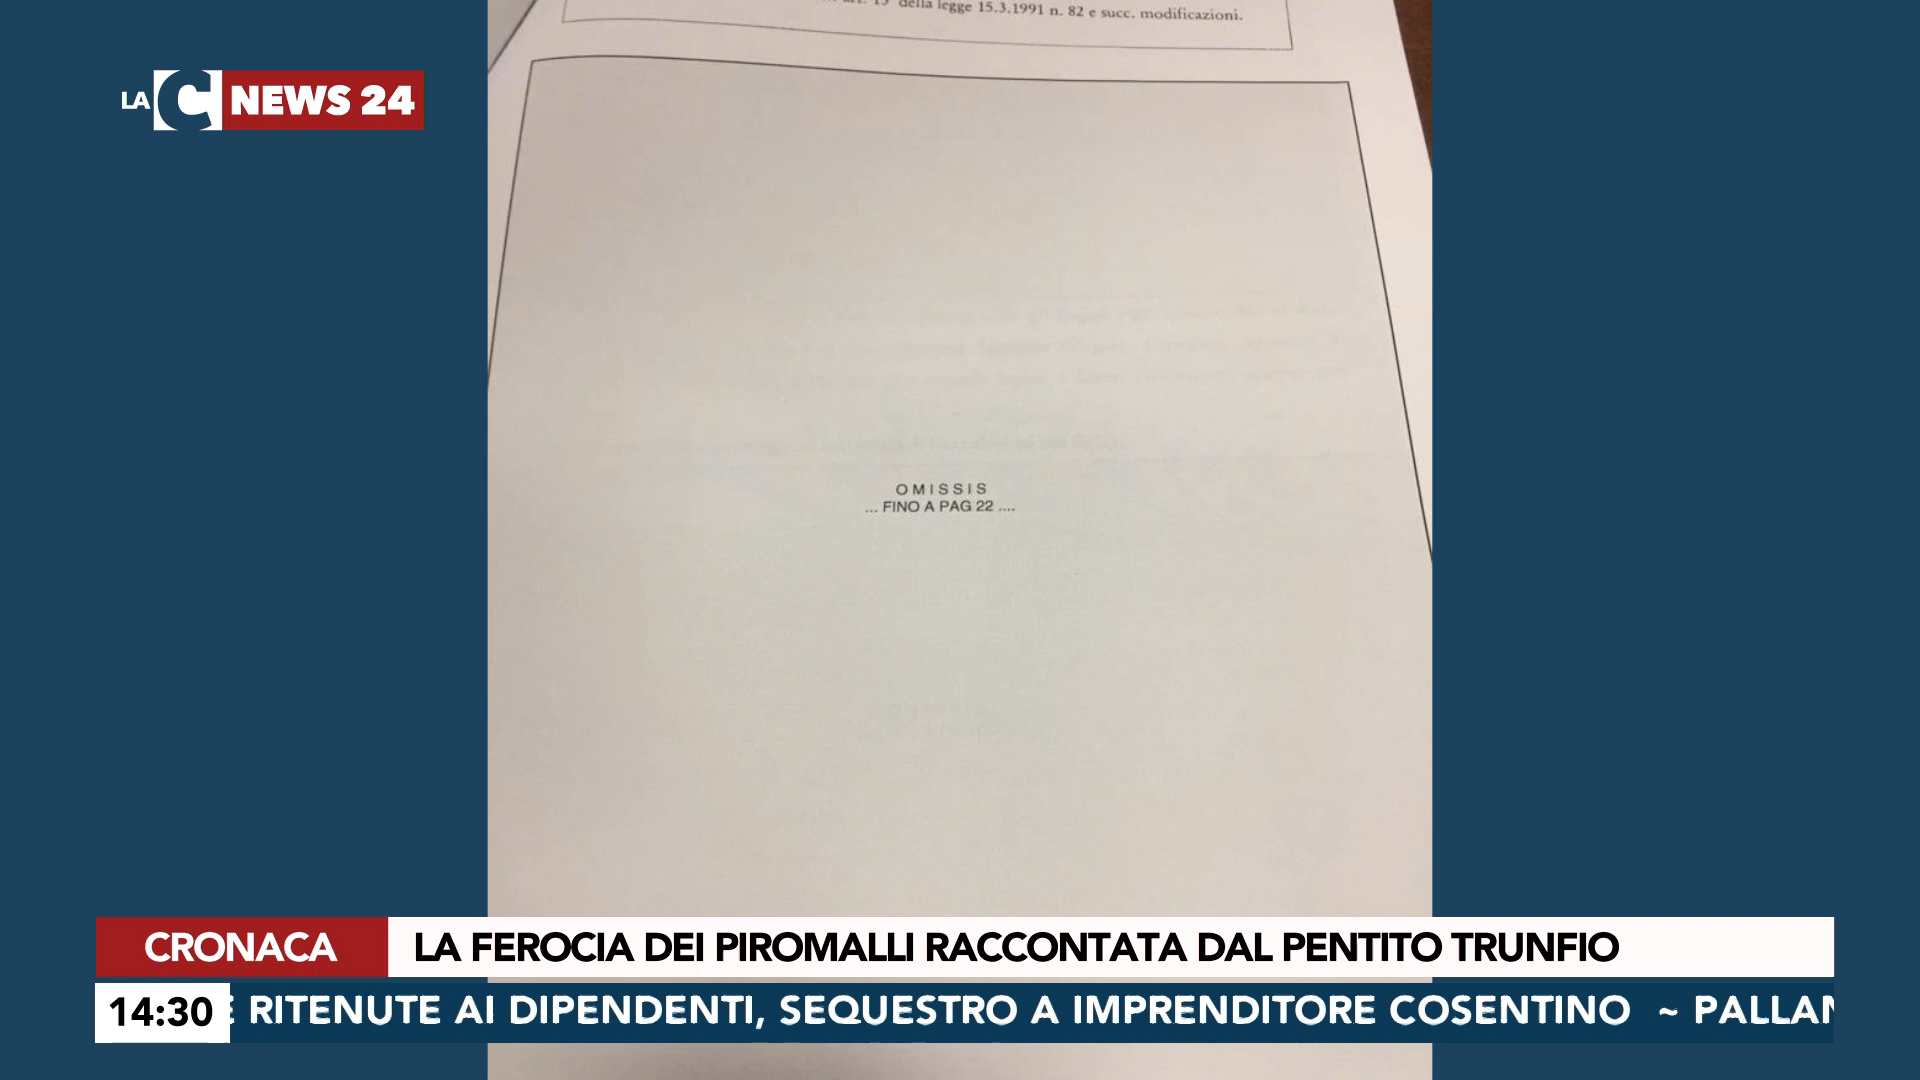 della legge 15.3.1991 n. 82 e succ. modificazioni.
LA C NEWS 24
OMISSIS
... FINO A PAG 22 ....
CRONACA
LA FEROCIA DEI PIROMALLI RACCONTATA DAL PENTITO TRUNFIO
14:30
RITENUTE AI DIPENDENTI, SEQUESTRO A IMPRENDITORE COSENTINO ~